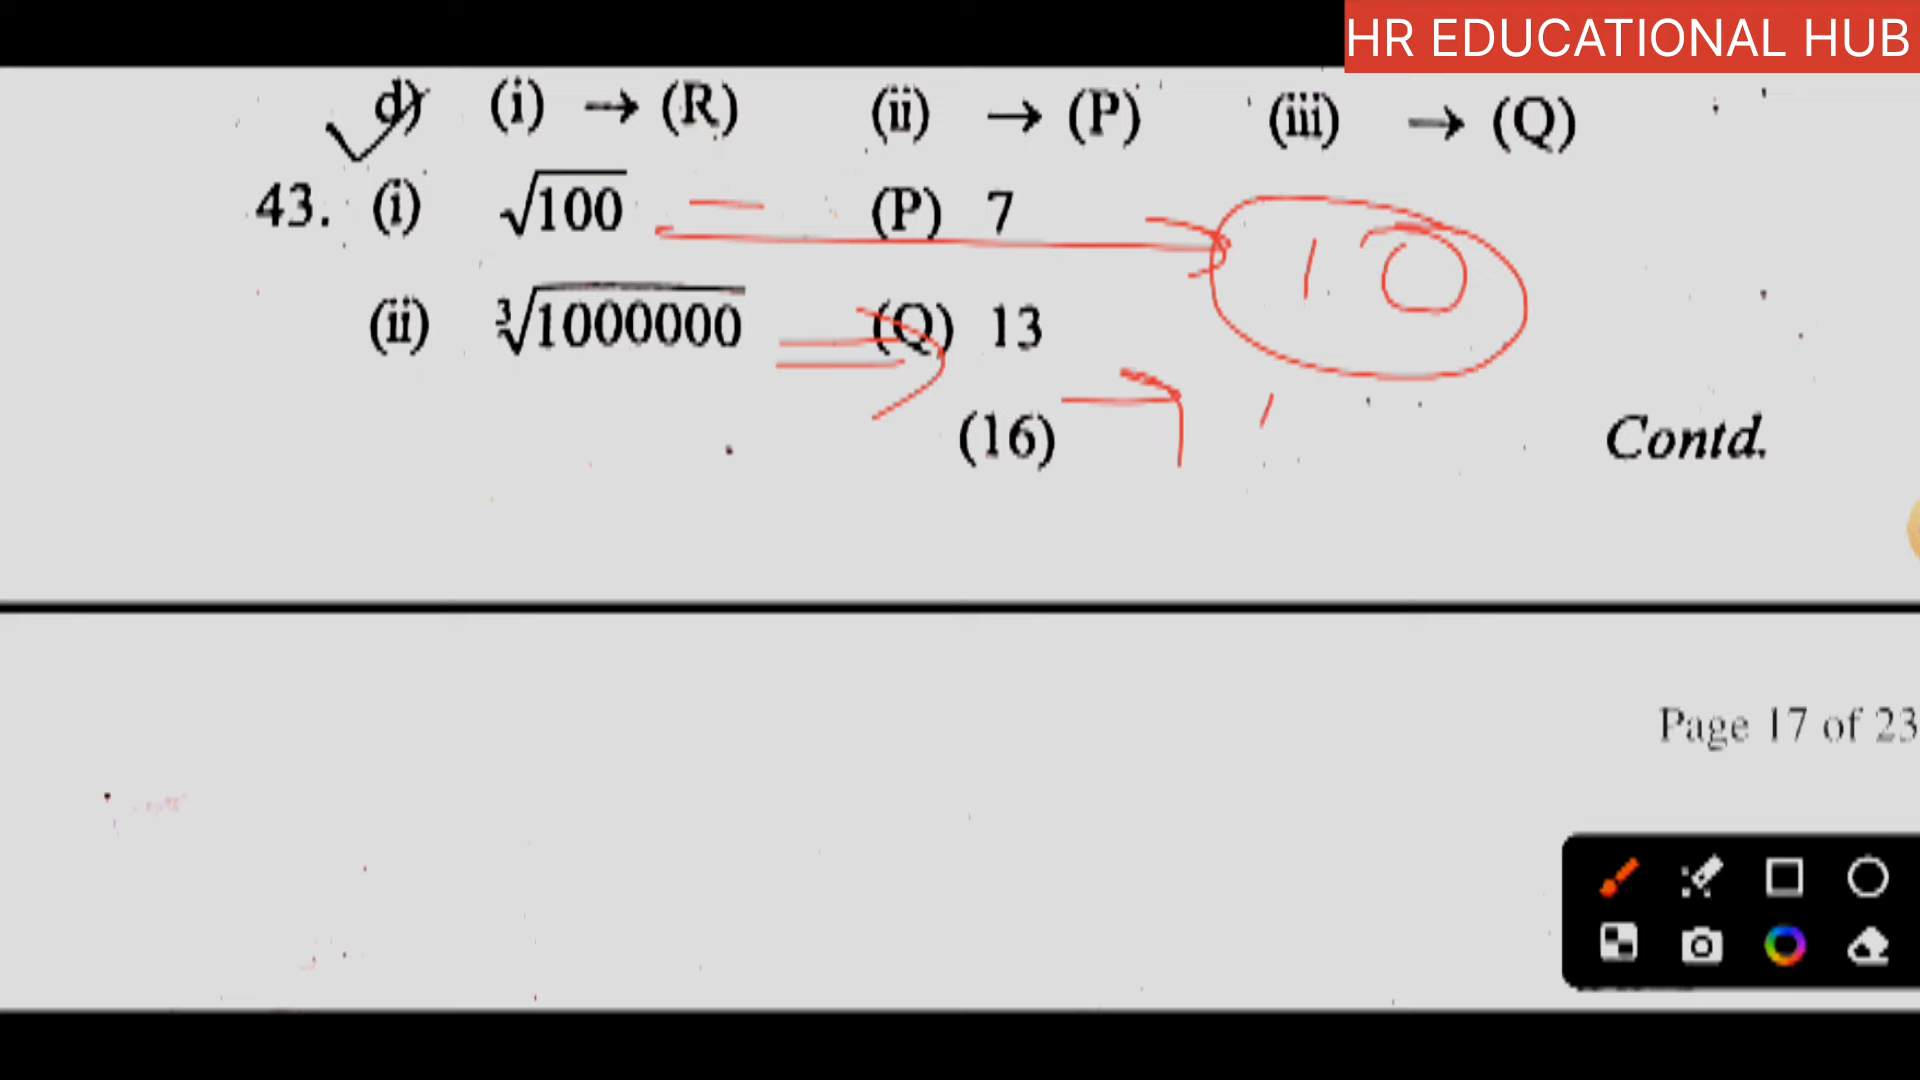 HR EDUCATIONAL HUB
d) (i) → (R) (ii) → (P) (iii) → (Q)
43. (i) √100 (P) 7
10
(ii) ∛1000000 (Q) 13
(16)
Contd.
Page 17 of 23